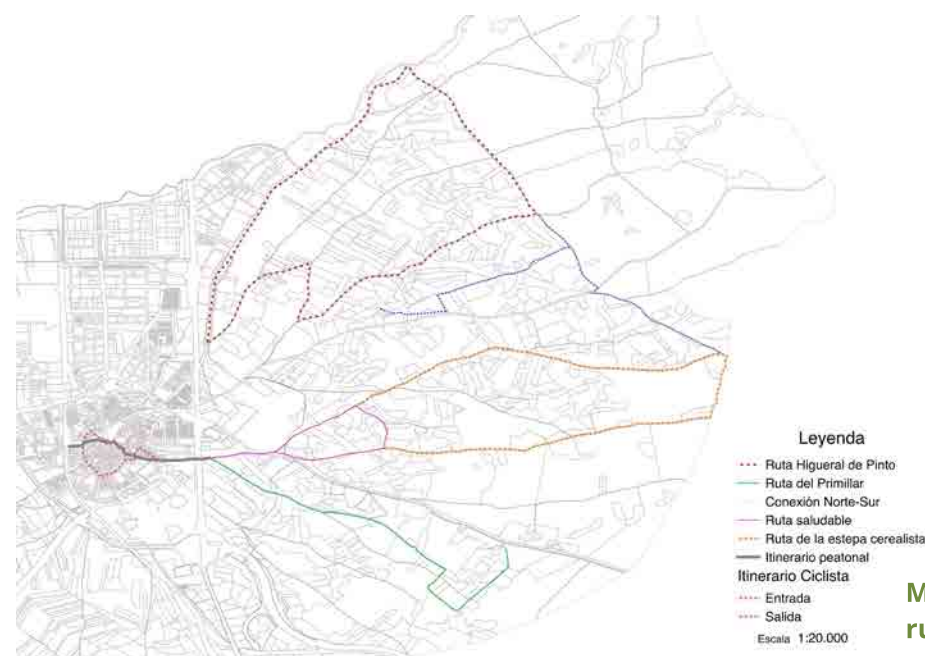 Leyenda
Ruta Higueral de Pinto
Ruta del Primillar
Conexión Norte-Sur
Ruta saludable
Ruta de la estepa cerealista
Itinerario peatonal
Itinerario Ciclista
Entrada
Salida
Escala 1:20.000
M
ru